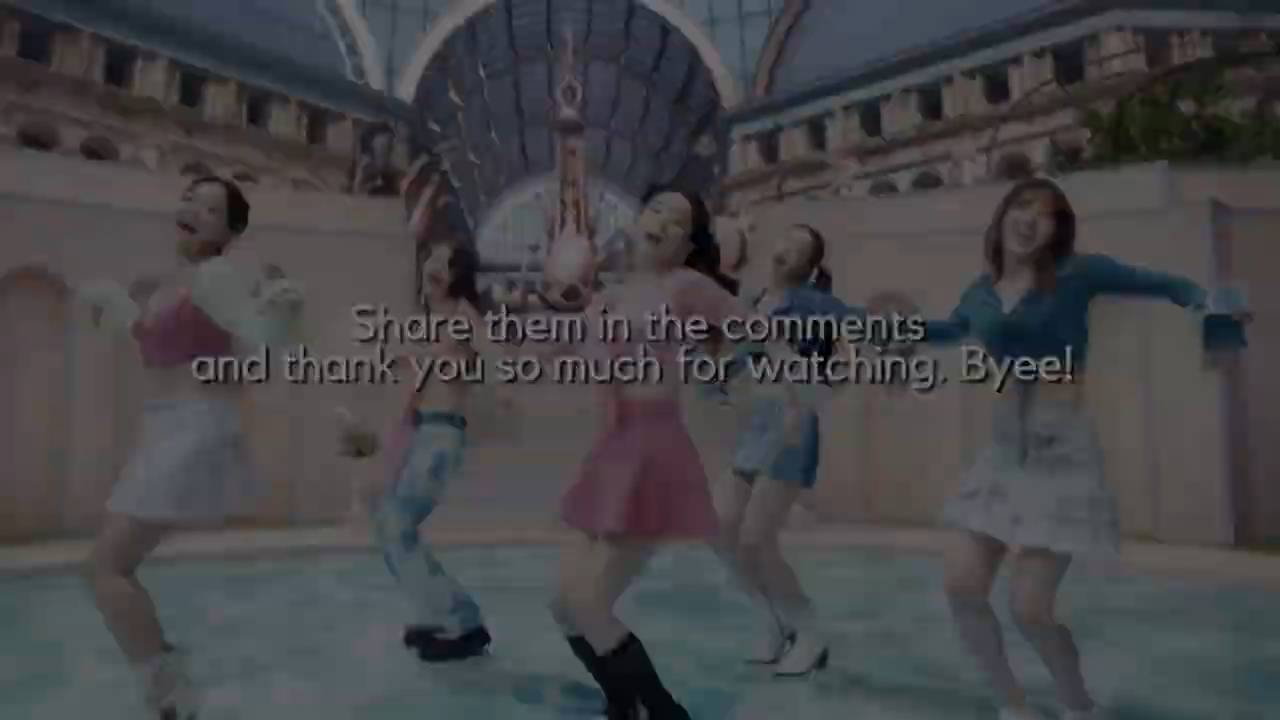 Share them in the comments
and thank you so much for watching. Byee!